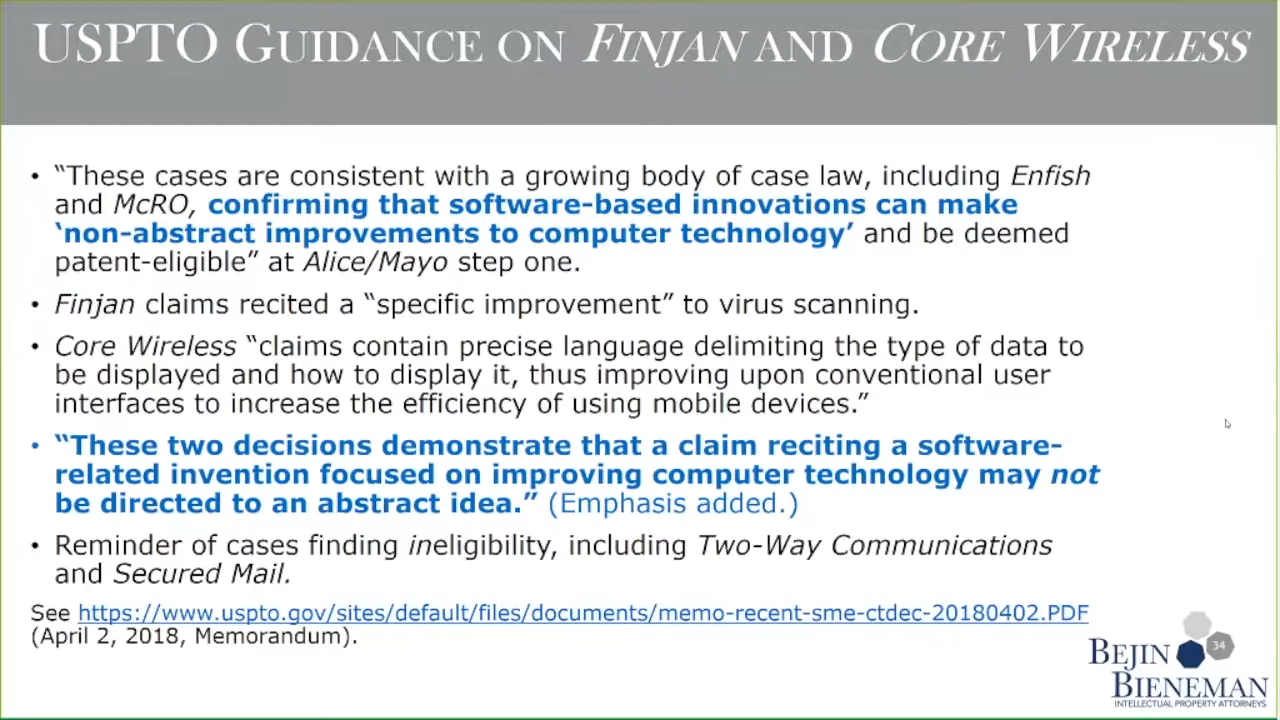 USPTO GUIDANCE ON FINJAN AND CORE WIRELESS
• “These cases are consistent with a growing body of case law, including Enfish
and McRO, confirming that software-based innovations can make
‘non-abstract improvements to computer technology’ and be deemed
patent-eligible” at Alice/Mayo step one.
• Finjan claims recited a “specific improvement” to virus scanning.
• Core Wireless “claims contain precise language delimiting the type of data to
be displayed and how to display it, thus improving upon conventional user
interfaces to increase the efficiency of using mobile devices.”
• “These two decisions demonstrate that a claim reciting a software-
related invention focused on improving computer technology may not
be directed to an abstract idea.” (Emphasis added.)
• Reminder of cases finding ineligibility, including Two-Way Communications
and Secured Mail.
See https://www.uspto.gov/sites/default/files/documents/memo-recent-sme-ctdec-20180402.PDF
(April 2, 2018, Memorandum).
34
BEJIN
BIENEMAN
INTELLECTUAL PROPERTY ATTORNEYS